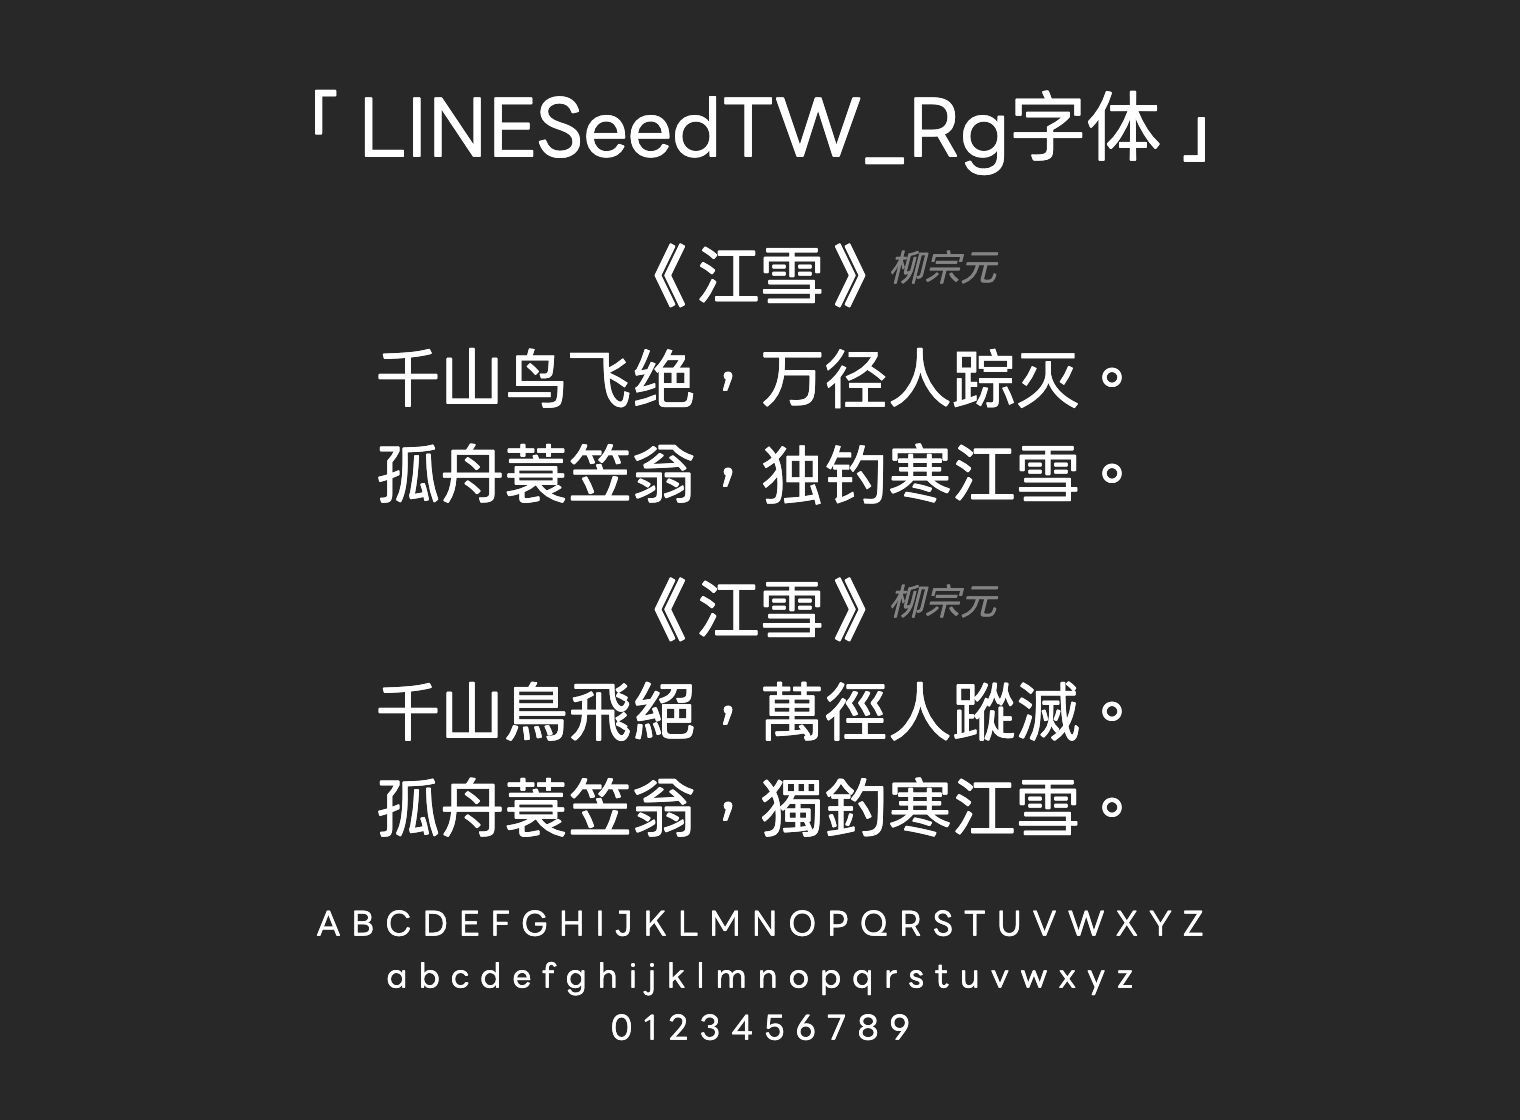 「LINESeedTW_Rg字体」
《江雪》柳宗元
千山鸟飞绝，万径人踪灭。
孤舟蓑笠翁，独钓寒江雪。
《江雪》柳宗元
千山鳥飛絕，萬徑人蹤滅。
孤舟蓑笠翁，獨釣寒江雪。
A B C D E F G H I J K L M N O P Q R S T U V W X Y Z
a b c d e f g h i j k l m n o p q r s t u v w x y z
0 1 2 3 4 5 6 7 8 9